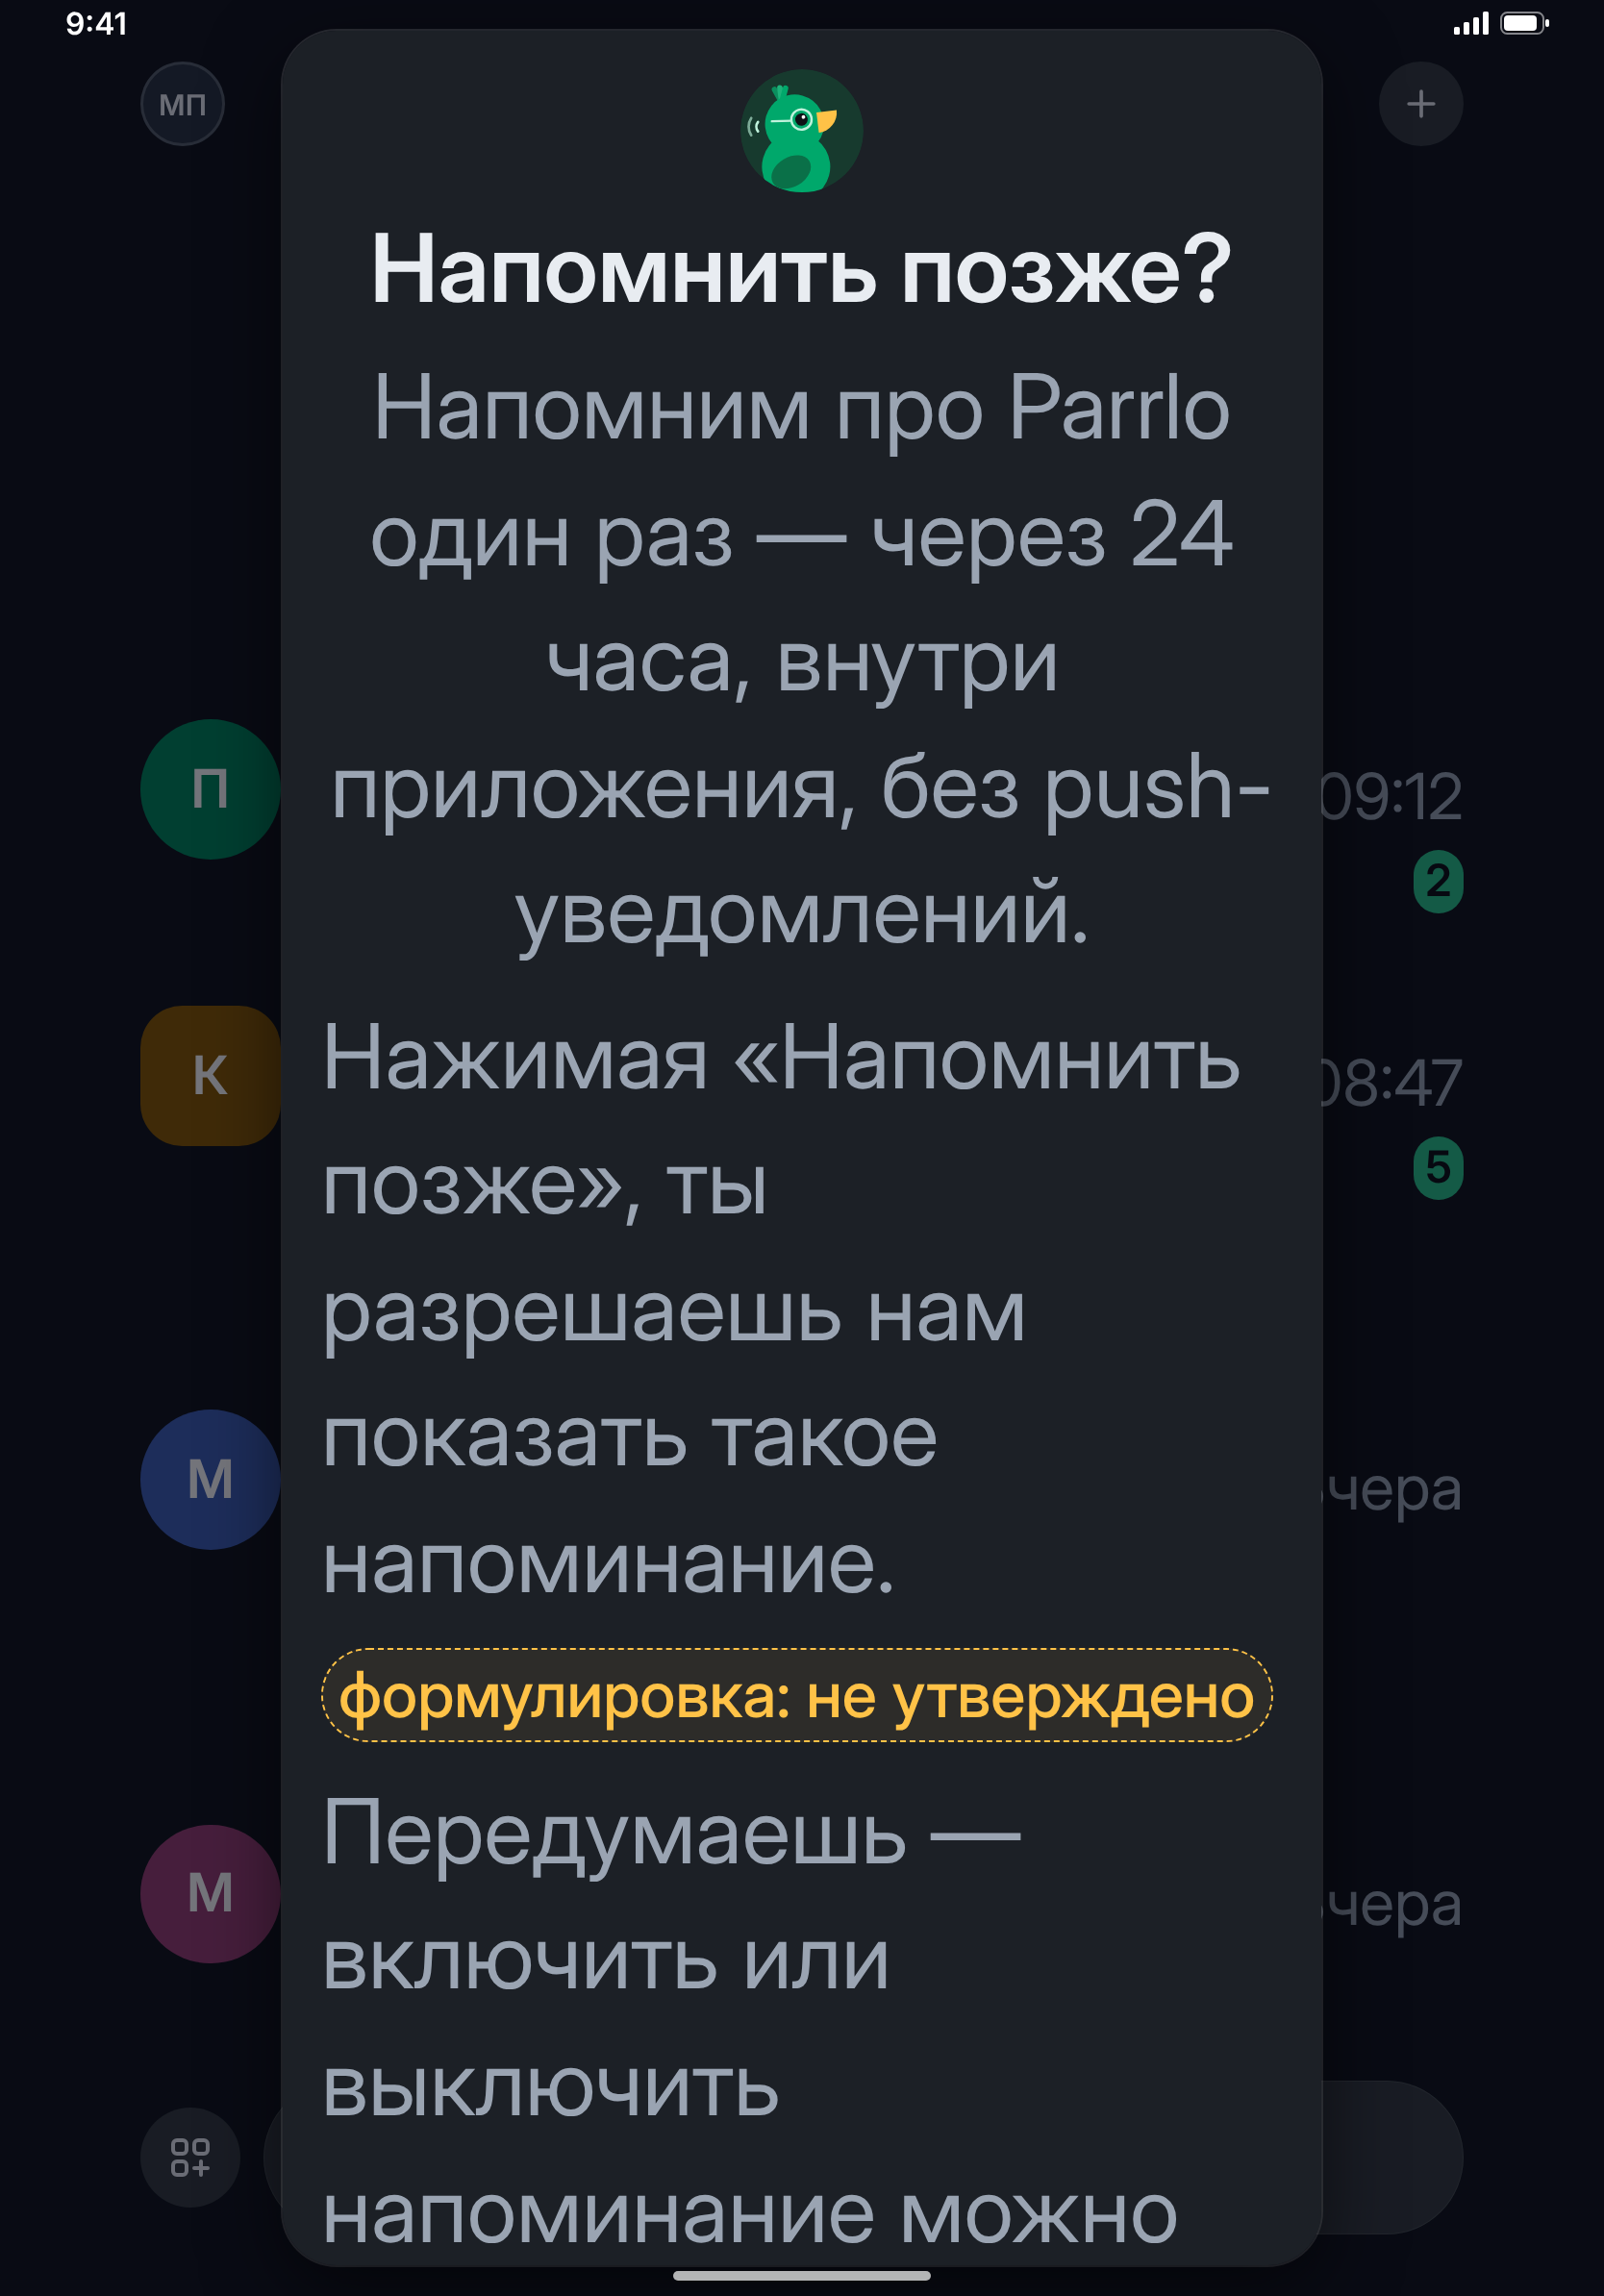 9:41
МП
Напомнить позже?
Напомним про Parrlo
один раз — через 24
часа, внутри
приложения, без push-
уведомлений.
П
09:12
2
Нажимая «Напомнить
позже», ты
разрешаешь нам
показать такое
напоминание.
К
08:47
5
М
чера
формулировка: не утверждено
Передумаешь —
включить или
выключить
напоминание можно
М
чера